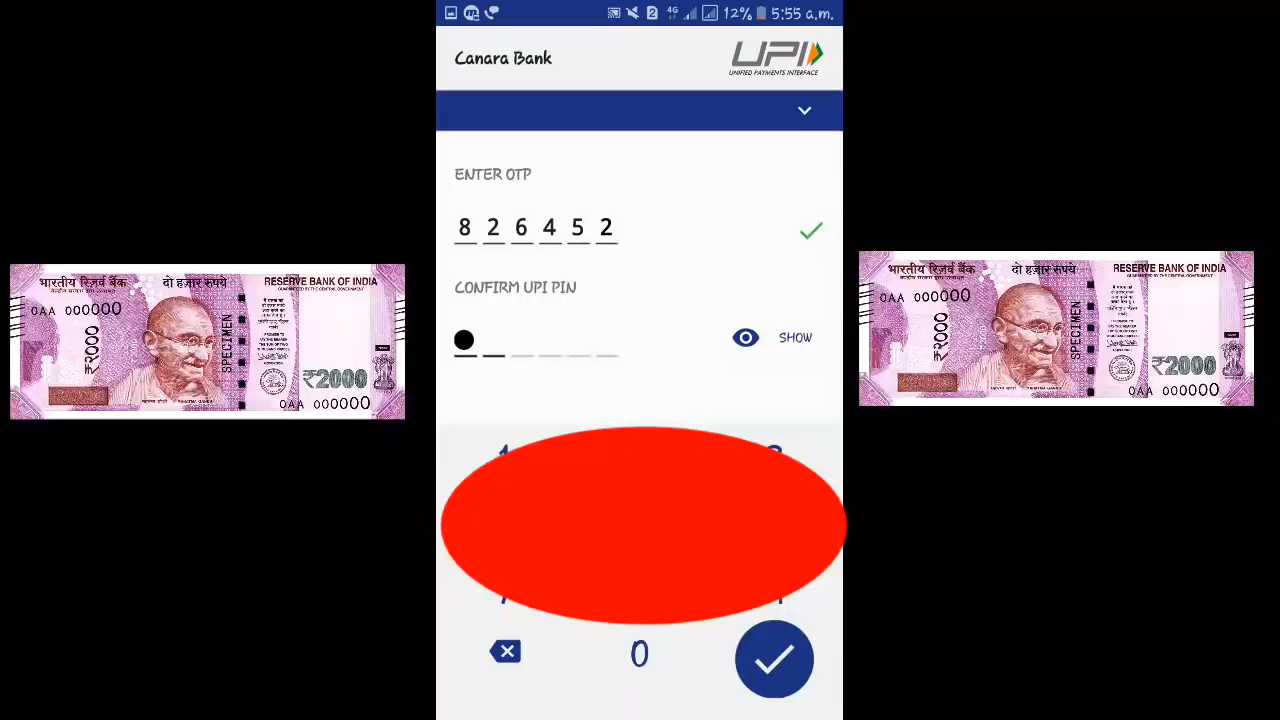 12% 5:55 a.m.
Canara Bank
UPI
UNIFIED PAYMENTS INTERFACE
ENTER OTP
8 2 6 4 5 2
CONFIRM UPI PIN
SHOW
0
भारतीय रिज़र्व बैंक दो हज़ार रुपये RESERVE BANK OF INDIA
0AA 000000
₹2000
SPECIMEN
₹2000
0AA 000000
भारतीय रिज़र्व बैंक दो हज़ार रुपये RESERVE BANK OF INDIA
0AA 000000
₹2000
SPECIMEN
₹2000
0AA 000000